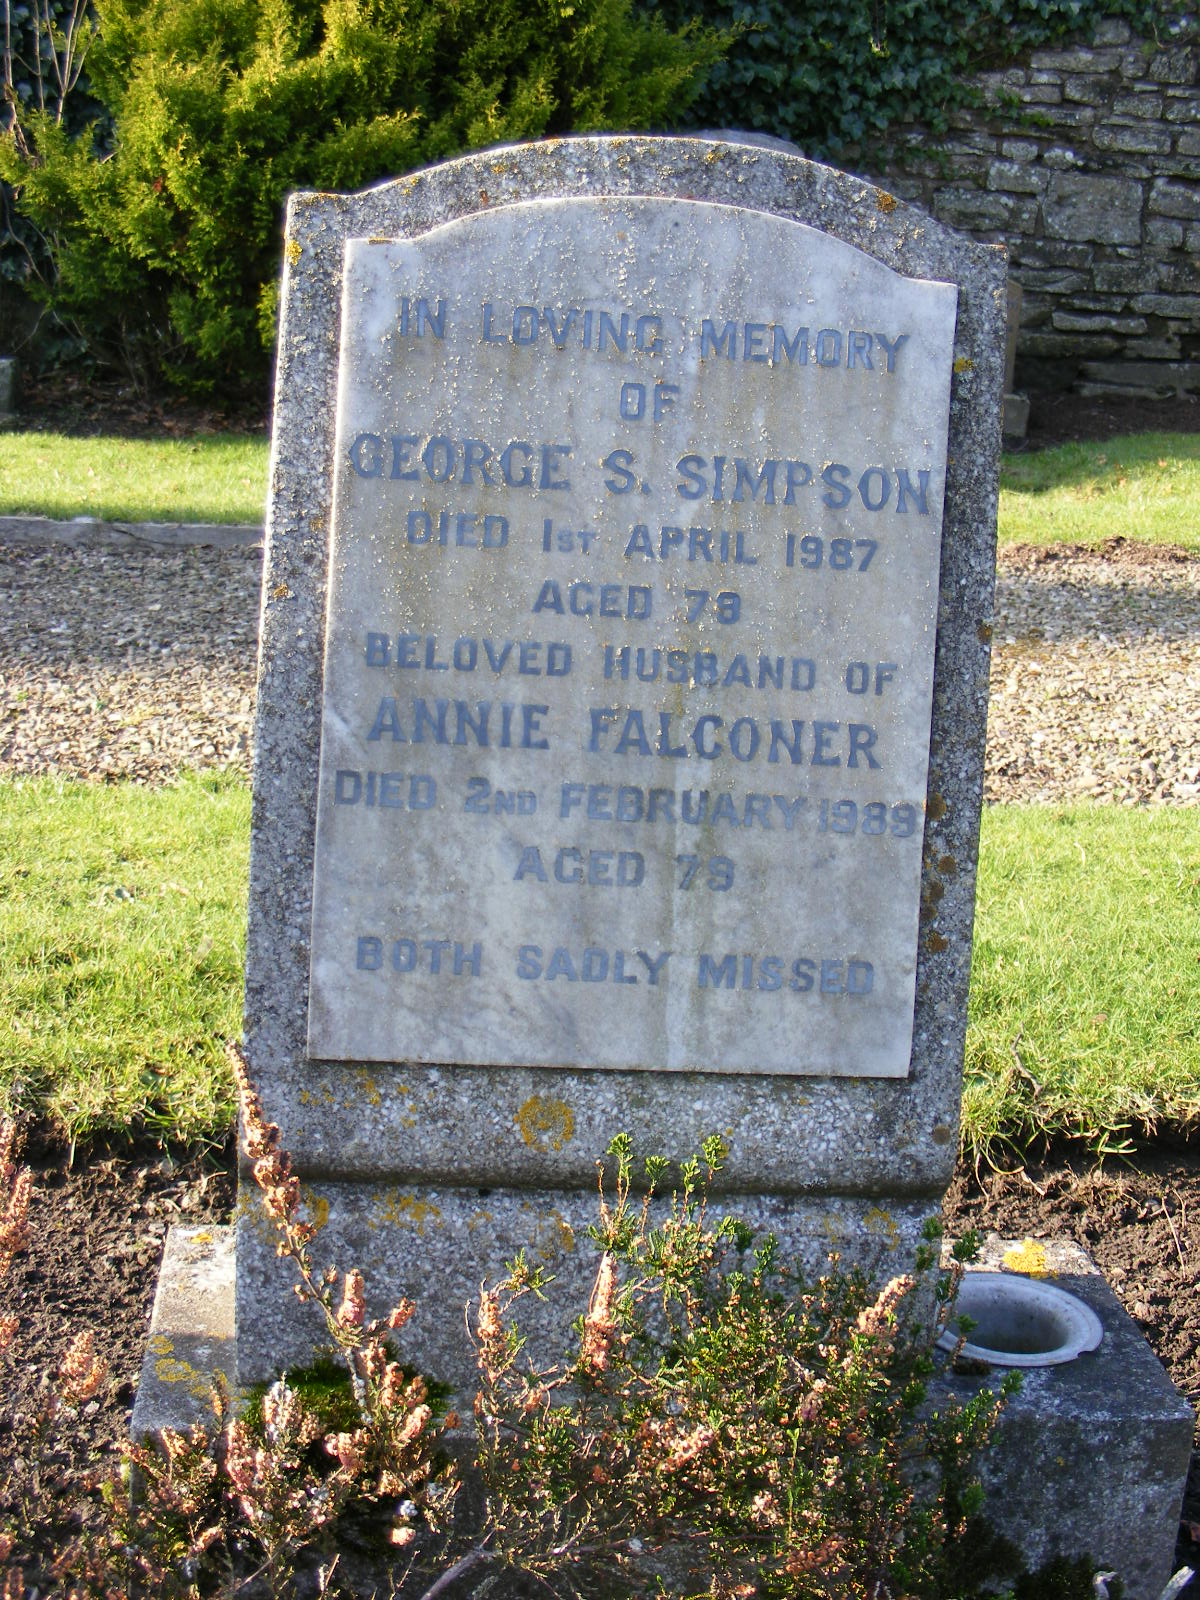 IN LOVING MEMORY
OF
GEORGE S. SIMPSON
DIED 1ST APRIL 1987
AGED 78
BELOVED HUSBAND OF
ANNIE FALCONER
DIED 2ND FEBRUARY 1989
AGED 79
BOTH SADLY MISSED